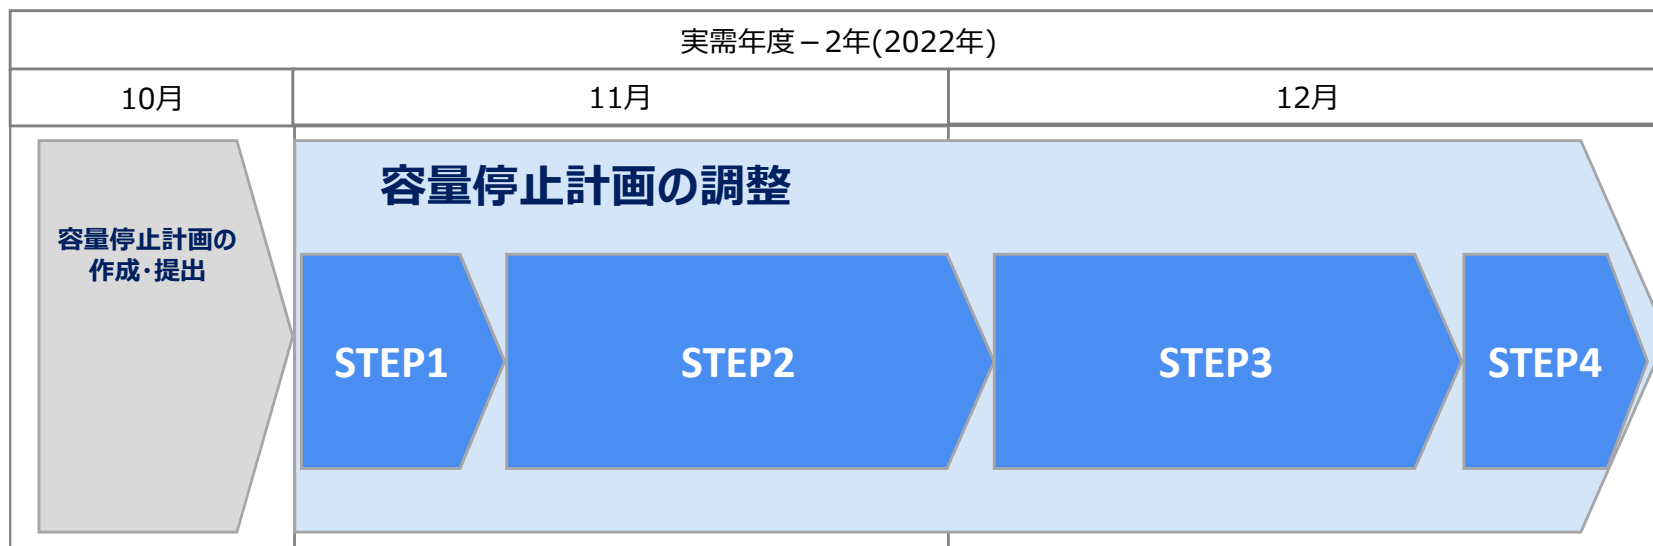 実需年度－2年(2022年)
10月
11月
12月
容量停止計画の調整
容量停止計画の
作成･提出
STEP1
STEP2
STEP3
STEP4